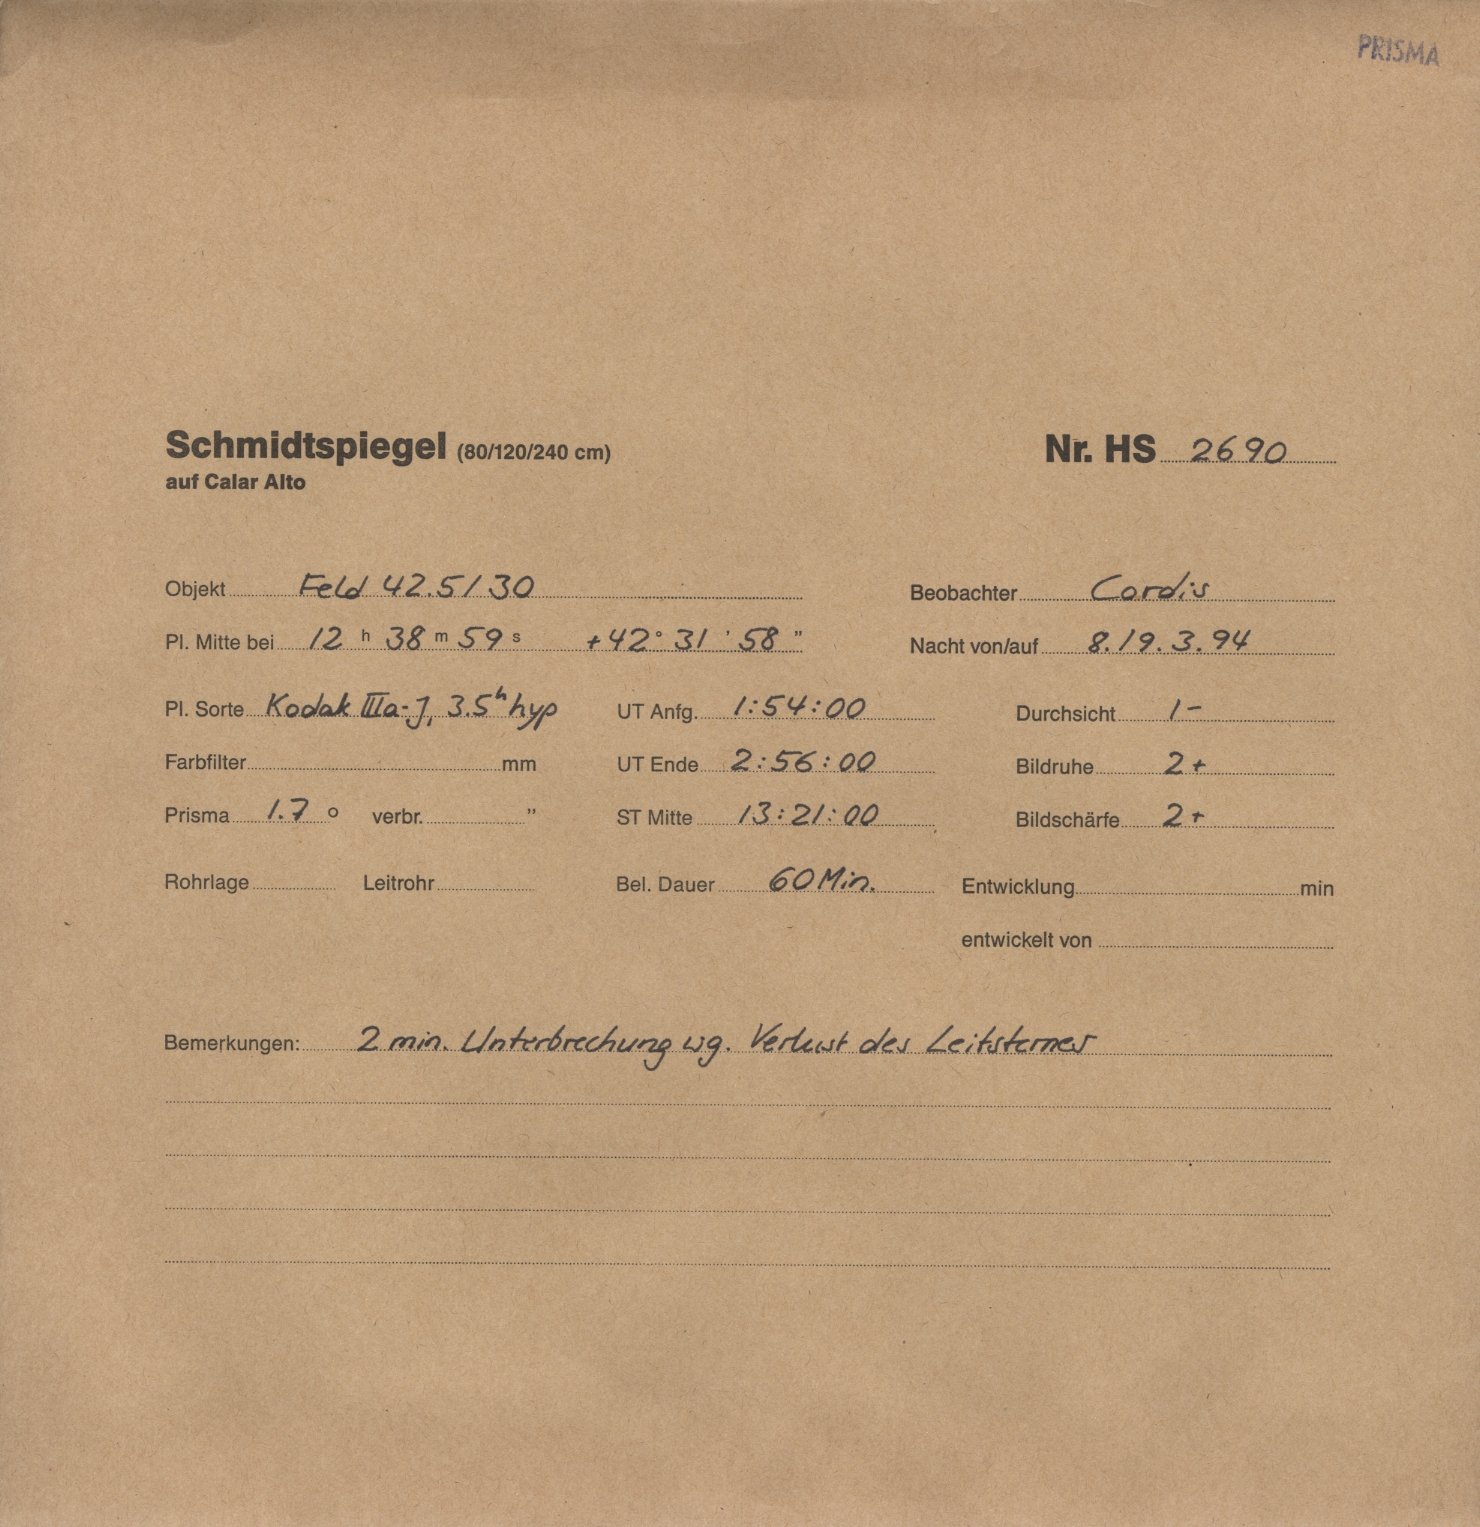 PRISMA
Schmidtspiegel (80/120/240 cm) Nr. HS 2690
auf Calar Alto
Objekt Feld 42.5/30 Beobachter Cordis
Pl. Mitte bei 12 h 38 m 59 s +42° 31 ' 58 " Nacht von/auf 8./9.3.94
Pl. Sorte Kodak IIIa-J, 3.5h hyp UT Anfg. 1:54:00 Durchsicht 1-
Farbfilter mm UT Ende 2:56:00 Bildruhe 2+
Prisma 1.7 ° verbr. " ST Mitte 13:21:00 Bildschärfe 2+
Rohrlage Leitrohr Bel. Dauer 60 Min. Entwicklung min
entwickelt von
Bemerkungen: 2 min. Unterbrechung wg. Verlust des Leitsternes